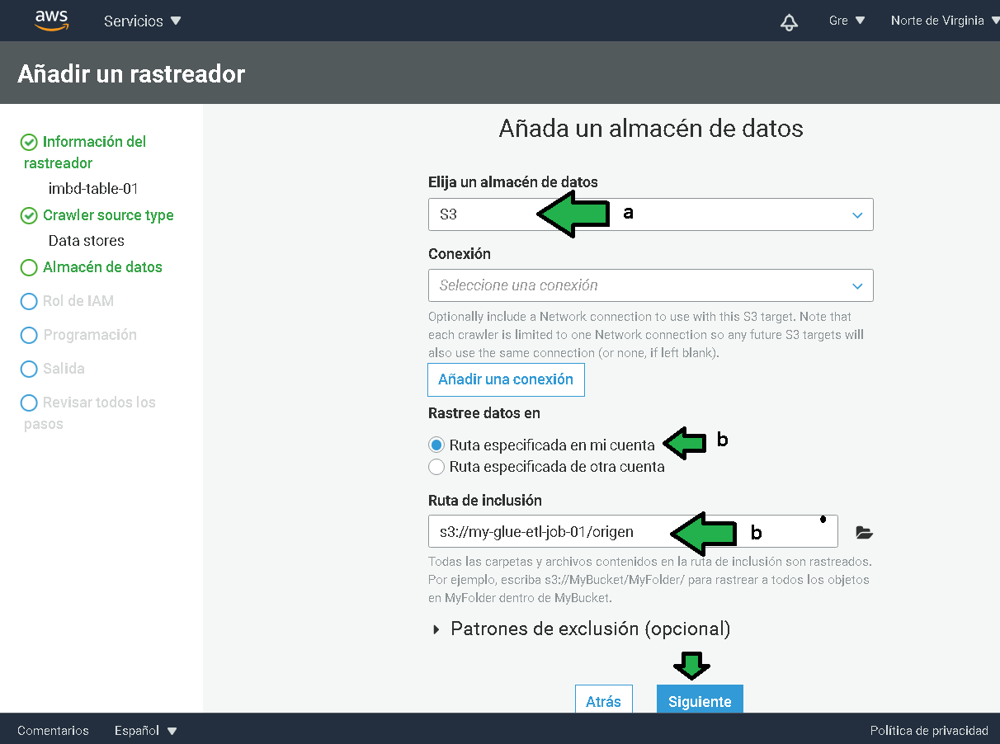 aws
Servicios
Gre
Norte de Virginia
Añadir un rastreador
Información del
rastreador
imbd-table-01
Crawler source type
Data stores
Almacén de datos
Rol de IAM
Programación
Salida
Revisar todos los
pasos
Añada un almacén de datos
Elija un almacén de datos
S3
a
Conexión
Seleccione una conexión
Optionally include a Network connection to use with this S3 target. Note that
each crawler is limited to one Network connection so any future S3 targets will
also use the same connection (or none, if left blank).
Añadir una conexión
Rastree datos en
Ruta especificada en mi cuenta
b
Ruta especificada de otra cuenta
Ruta de inclusión
s3://my-glue-etl-job-01/origen
b
Todas las carpetas y archivos contenidos en la ruta de inclusión son rastreados.
Por ejemplo, escriba s3://MyBucket/MyFolder/ para rastrear a todos los objetos
en MyFolder dentro de MyBucket.
Patrones de exclusión (opcional)
Atrás
Siguiente
Comentarios
Español
Política de privacidad